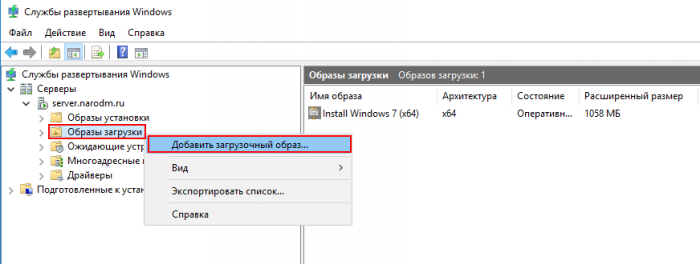 Службы развертывания Windows
Файл Действие Вид Справка
Службы развертывания Windows
Серверы
server.narodm.ru
Образы установки
Образы загрузки
Ожидающие устр
Многоадресные
Драйверы
Подготовленные к устан
Добавить загрузочный образ...
Вид
Экспортировать список...
Справка
Образы загрузки Образов загрузки: 1
Имя образа Архитектура Состояние Расширенный размер
Install Windows 7 (x64) x64 Оперативн... 1058 МБ